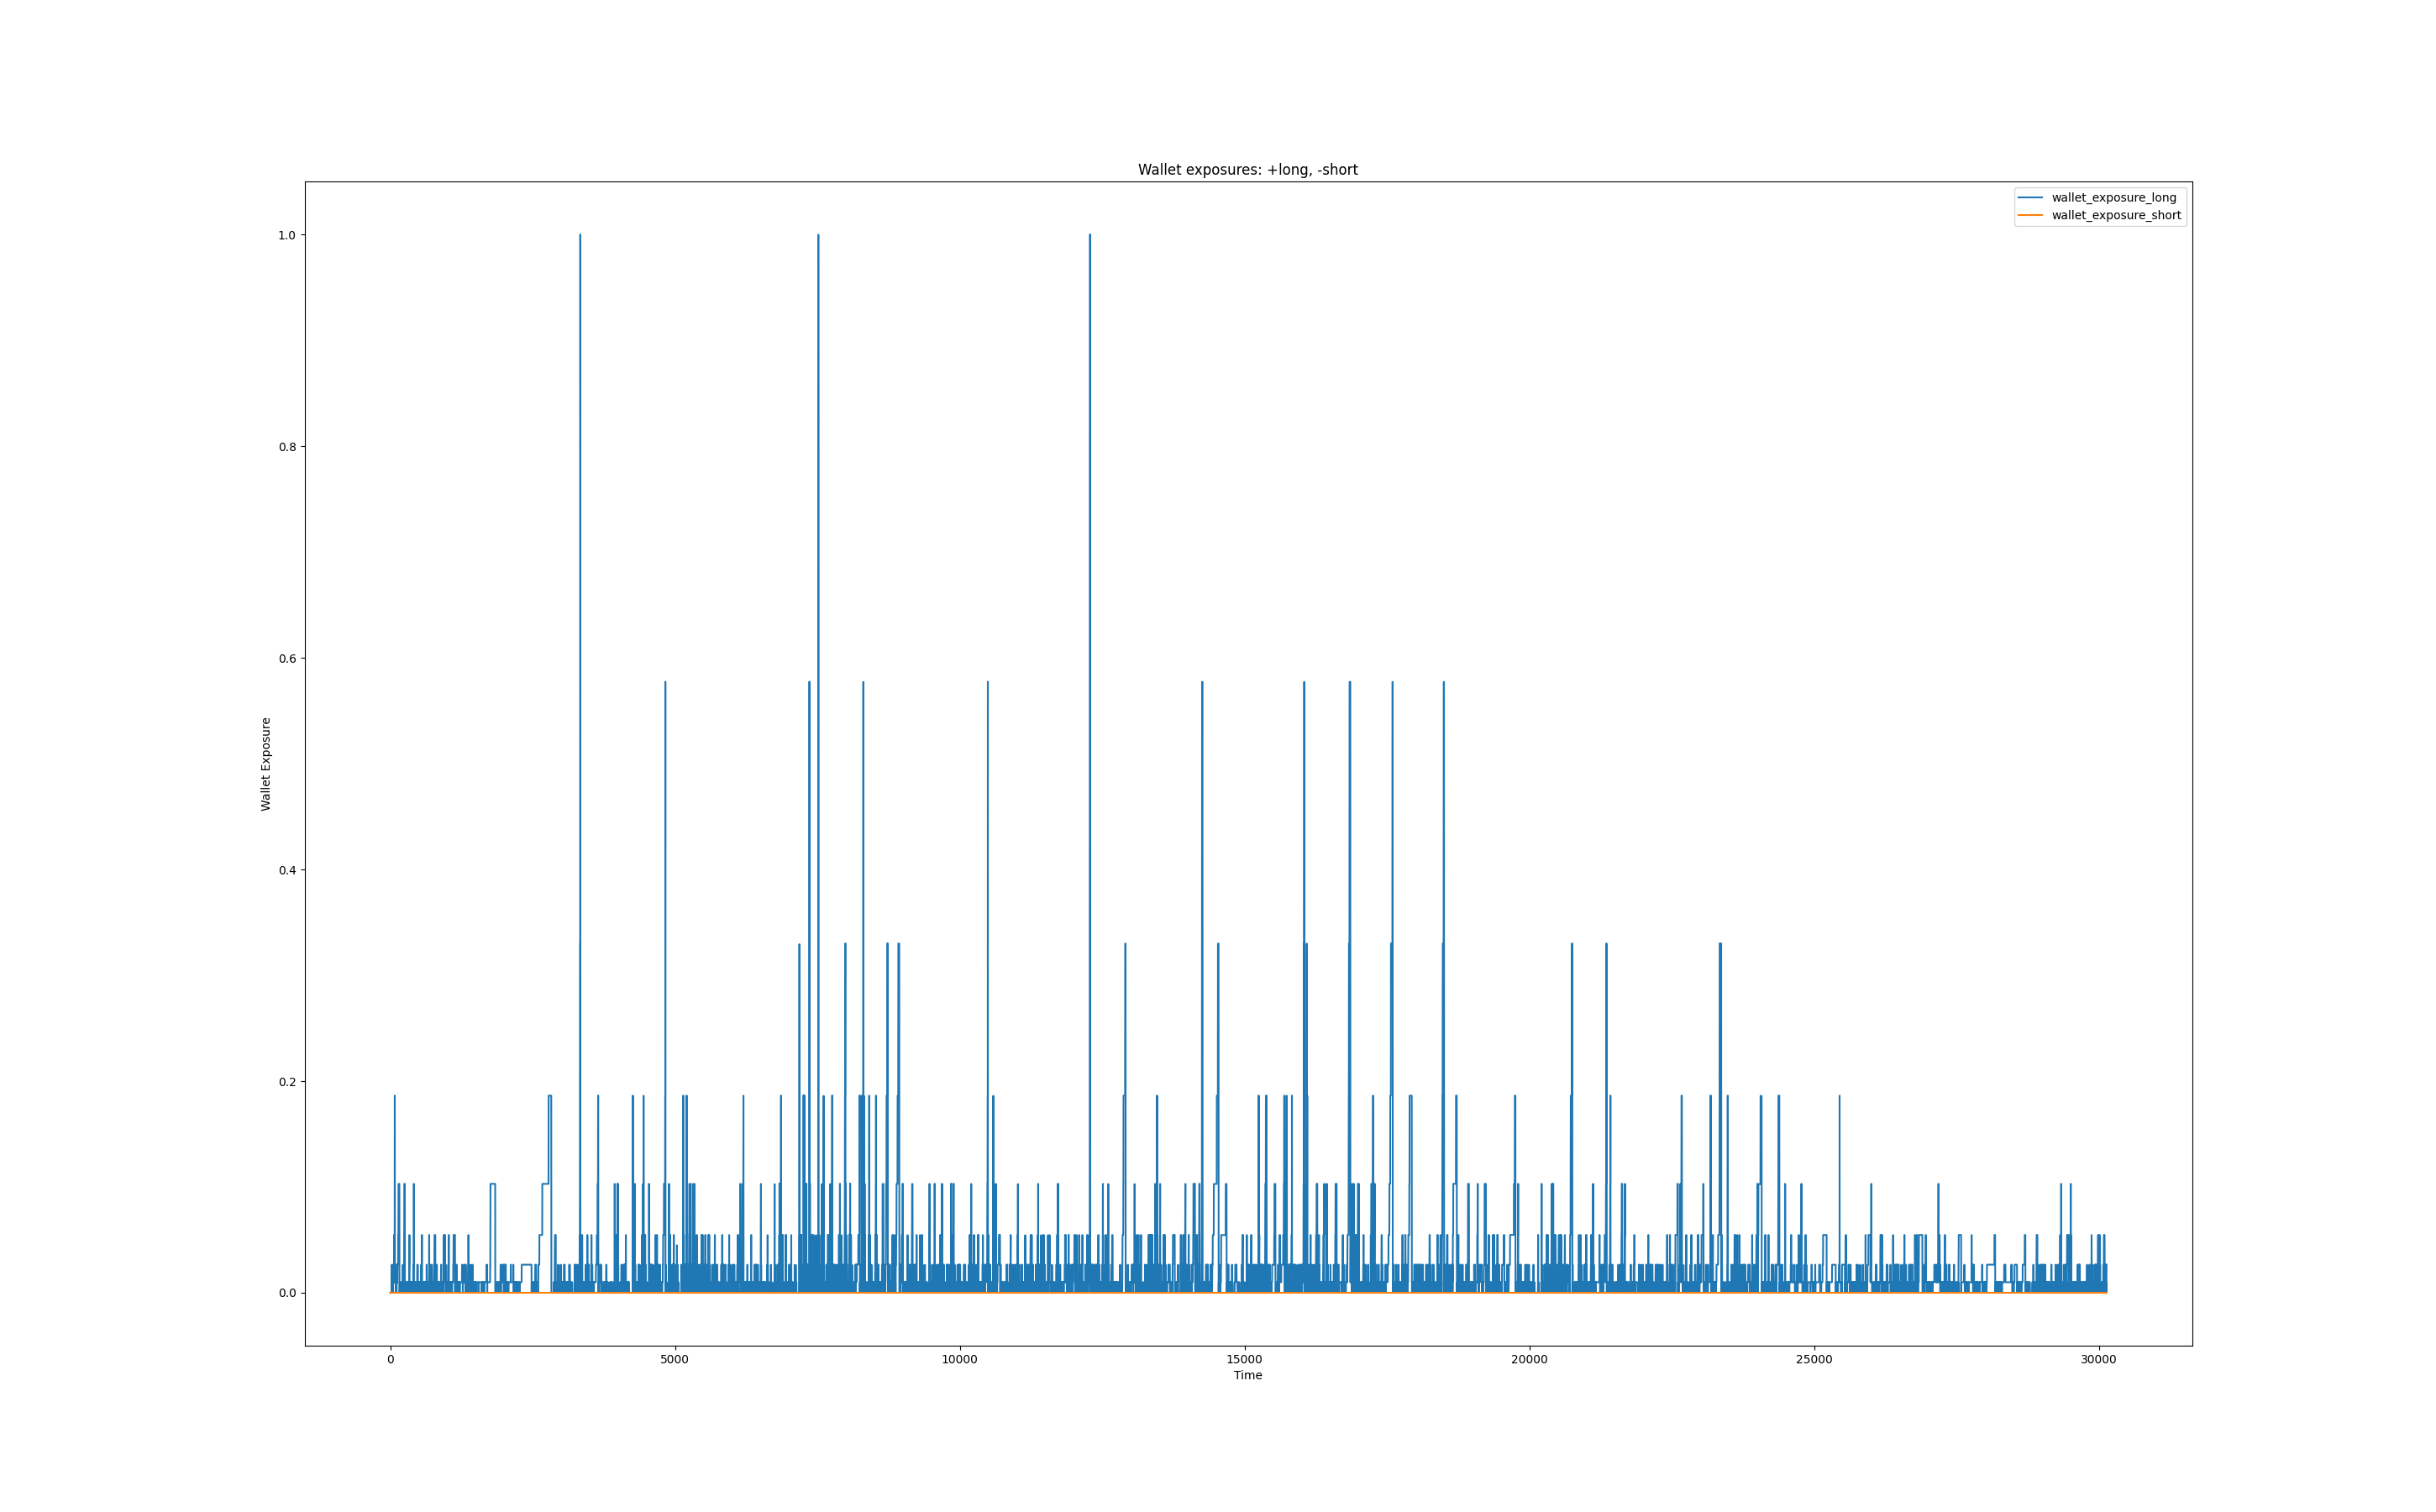 Wallet exposures: +long, -short
wallet_exposure_long
wallet_exposure_short
1.0
0.8
0.6
0.4
0.2
0.0
Wallet Exposure
0 5000 10000 15000 20000 25000 30000
Time